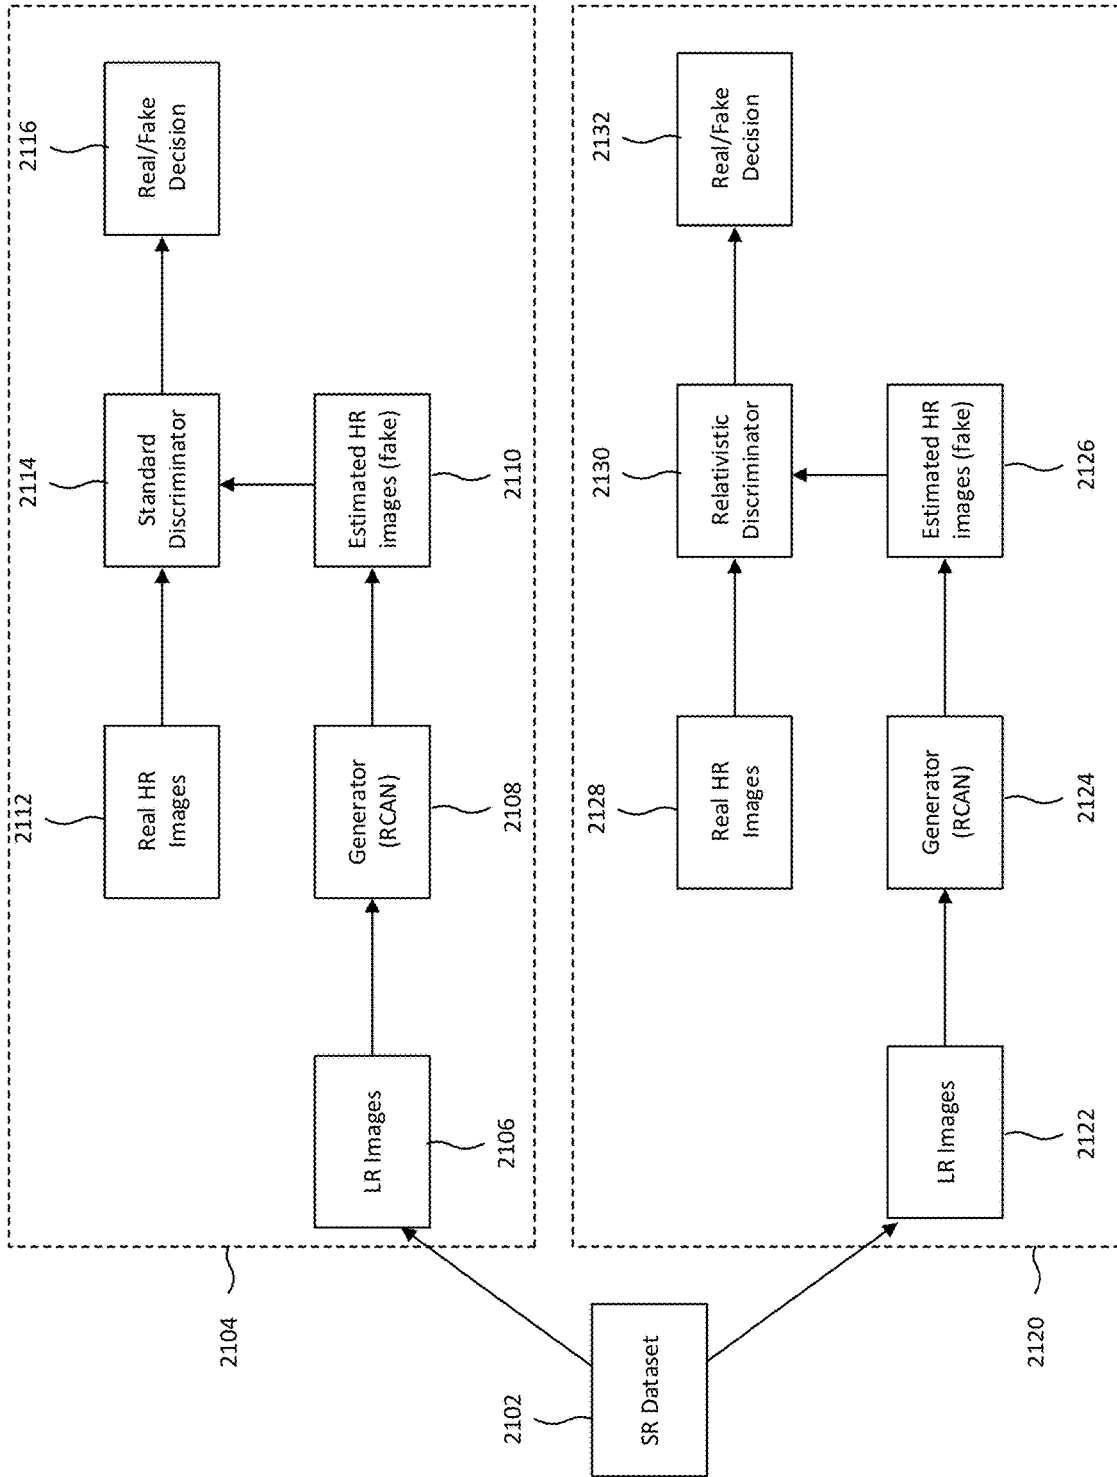 2102
SR Dataset
2104
2106
LR Images
2108
Generator
(RCAN)
2110
Estimated HR
images (fake)
2112
Real HR
Images
2114
Standard
Discriminator
2116
Real/Fake
Decision
2120
2122
LR Images
2124
Generator
(RCAN)
2126
Estimated HR
images (fake)
2128
Real HR
Images
2130
Relativistic
Discriminator
2132
Real/Fake
Decision